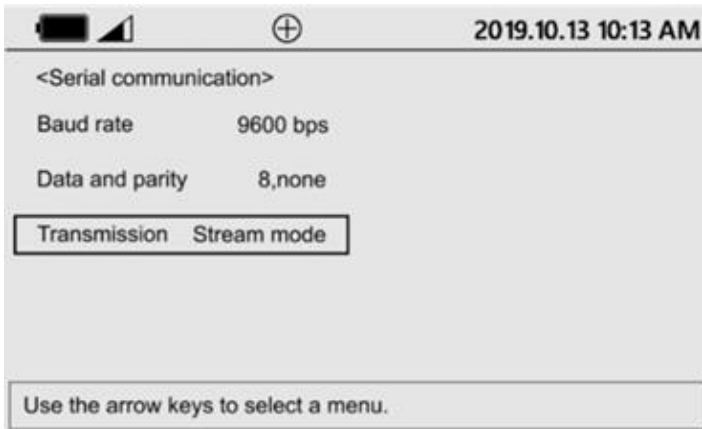 2019.10.13 10:13 AM
<Serial communication>
Baud rate 9600 bps
Data and parity 8,none
Transmission Stream mode
Use the arrow keys to select a menu.